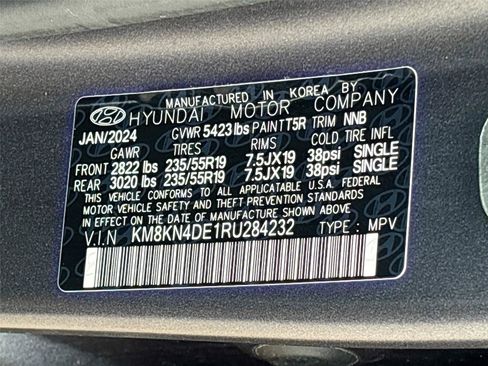 MANUFACTURED IN KOREA BY
HYUNDAI MOTOR COMPANY
JAN/2024 GVWR 5423 lbs PAINT T5R TRIM NNB
GAWR TIRES RIMS COLD TIRE INFL
FRONT 2822 lbs 235/55R19 7.5JX19 38psi SINGLE
REAR 3020 lbs 235/55R19 7.5JX19 38psi SINGLE
THIS VEHICLE CONFORMS TO ALL APPLICABLE U.S.A. FEDERAL
MOTOR VEHICLE SAFETY AND THEFT PREVENTION STANDARDS
IN EFFECT ON THE DATE OF MANUFACTURE SHOWN ABOVE.
V.I.N KM8KN4DE1RU284232 TYPE : MPV